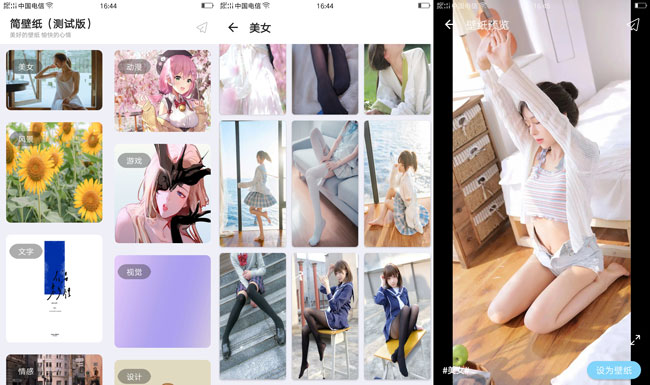 中国电信
16:44
简壁纸（测试版）
美好的壁纸 愉快的心情
美女
动漫
风景
游戏
文字
视觉
情感
设计
中国电信
16:44
美女
中国电信
壁纸预览
#美女#
设为壁纸